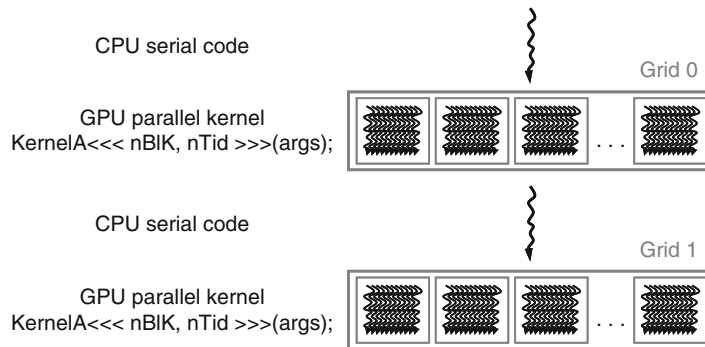 CPU serial code
Grid 0
GPU parallel kernel
KernelA<<< nBlK, nTid >>>(args);
. . .
CPU serial code
Grid 1
GPU parallel kernel
KernelA<<< nBlK, nTid >>>(args);
. . .